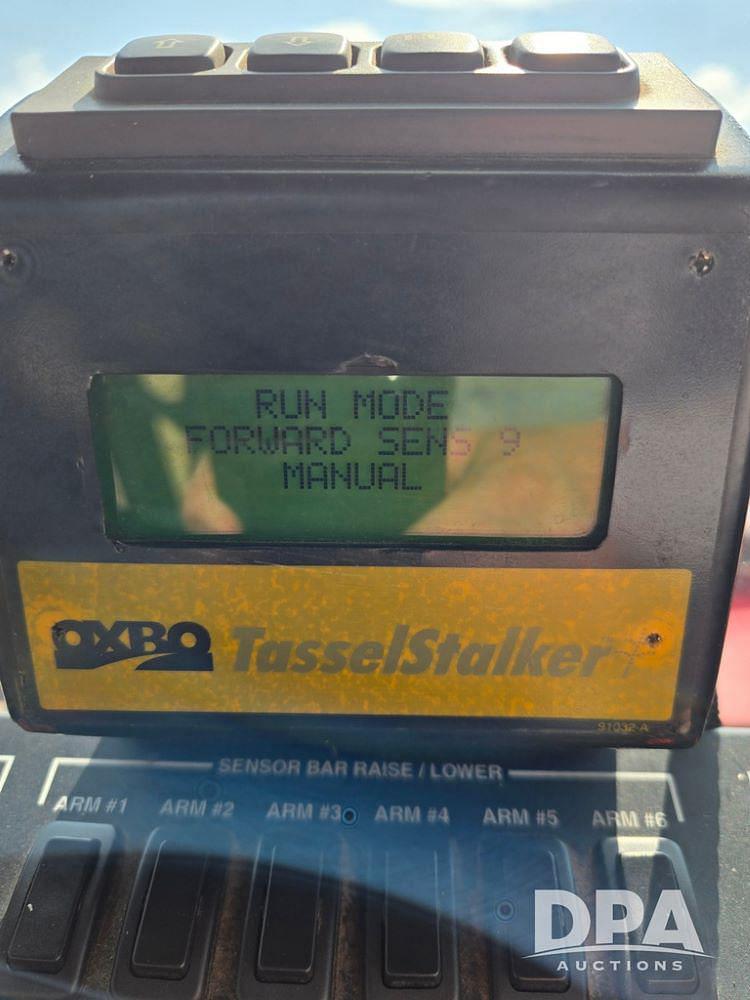 RUN MODE
FORWARD SENS 9
MANUAL
OXBO TasselStalker
91032-A
SENSOR BAR RAISE / LOWER
ARM #1 ARM #2 ARM #3 ARM #4 ARM #5 ARM #6
DPA
AUCTIONS